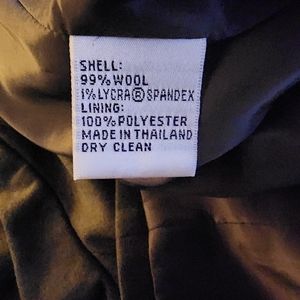 SHELL:
99% WOOL
1% LYCRA® SPANDEX
LINING:
100% POLYESTER
MADE IN THAILAND
DRY CLEAN